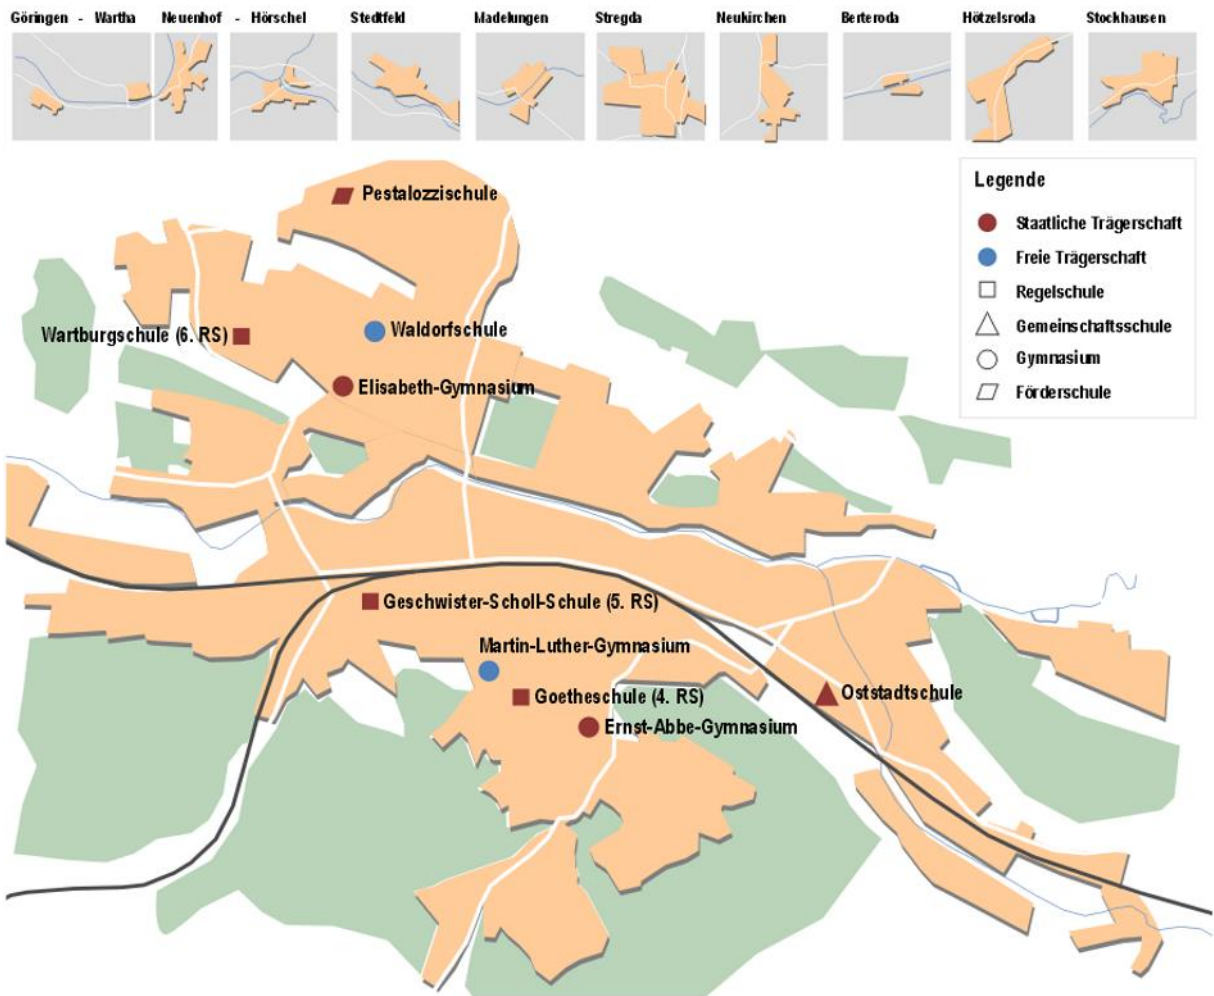 Göringen - Wartha Neuenhof - Hörschel Stedtfeld Madelungen Stregda Neukirchen Berteroda Hötzelsroda Stockhausen
Legende
Staatliche Trägerschaft
Freie Trägerschaft
Regelschule
Gemeinschaftsschule
Gymnasium
Förderschule
Pestalozzischule
Wartburgschule (6. RS)
Waldorfschule
Elisabeth-Gymnasium
Geschwister-Scholl-Schule (5. RS)
Martin-Luther-Gymnasium
Goetheschule (4. RS)
Oststadtschule
Ernst-Abbe-Gymnasium